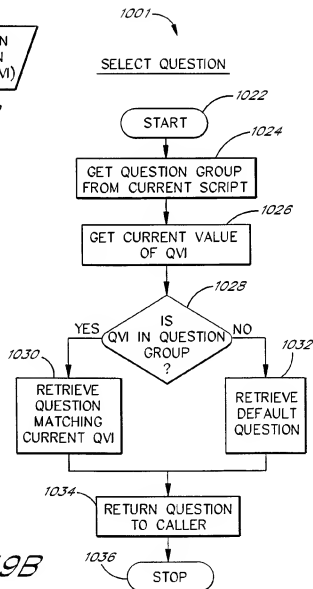 1001
N
N
VI)
SELECT QUESTION
1022
START
1024
GET QUESTION GROUP
FROM CURRENT SCRIPT
1026
GET CURRENT VALUE
OF QVI
1028
IS
QVI IN QUESTION
GROUP
?
YES
NO
1030
RETRIEVE
QUESTION
MATCHING
CURRENT QVI
1032
RETRIEVE
DEFAULT
QUESTION
1034
RETURN QUESTION
TO CALLER
1036
STOP
9B